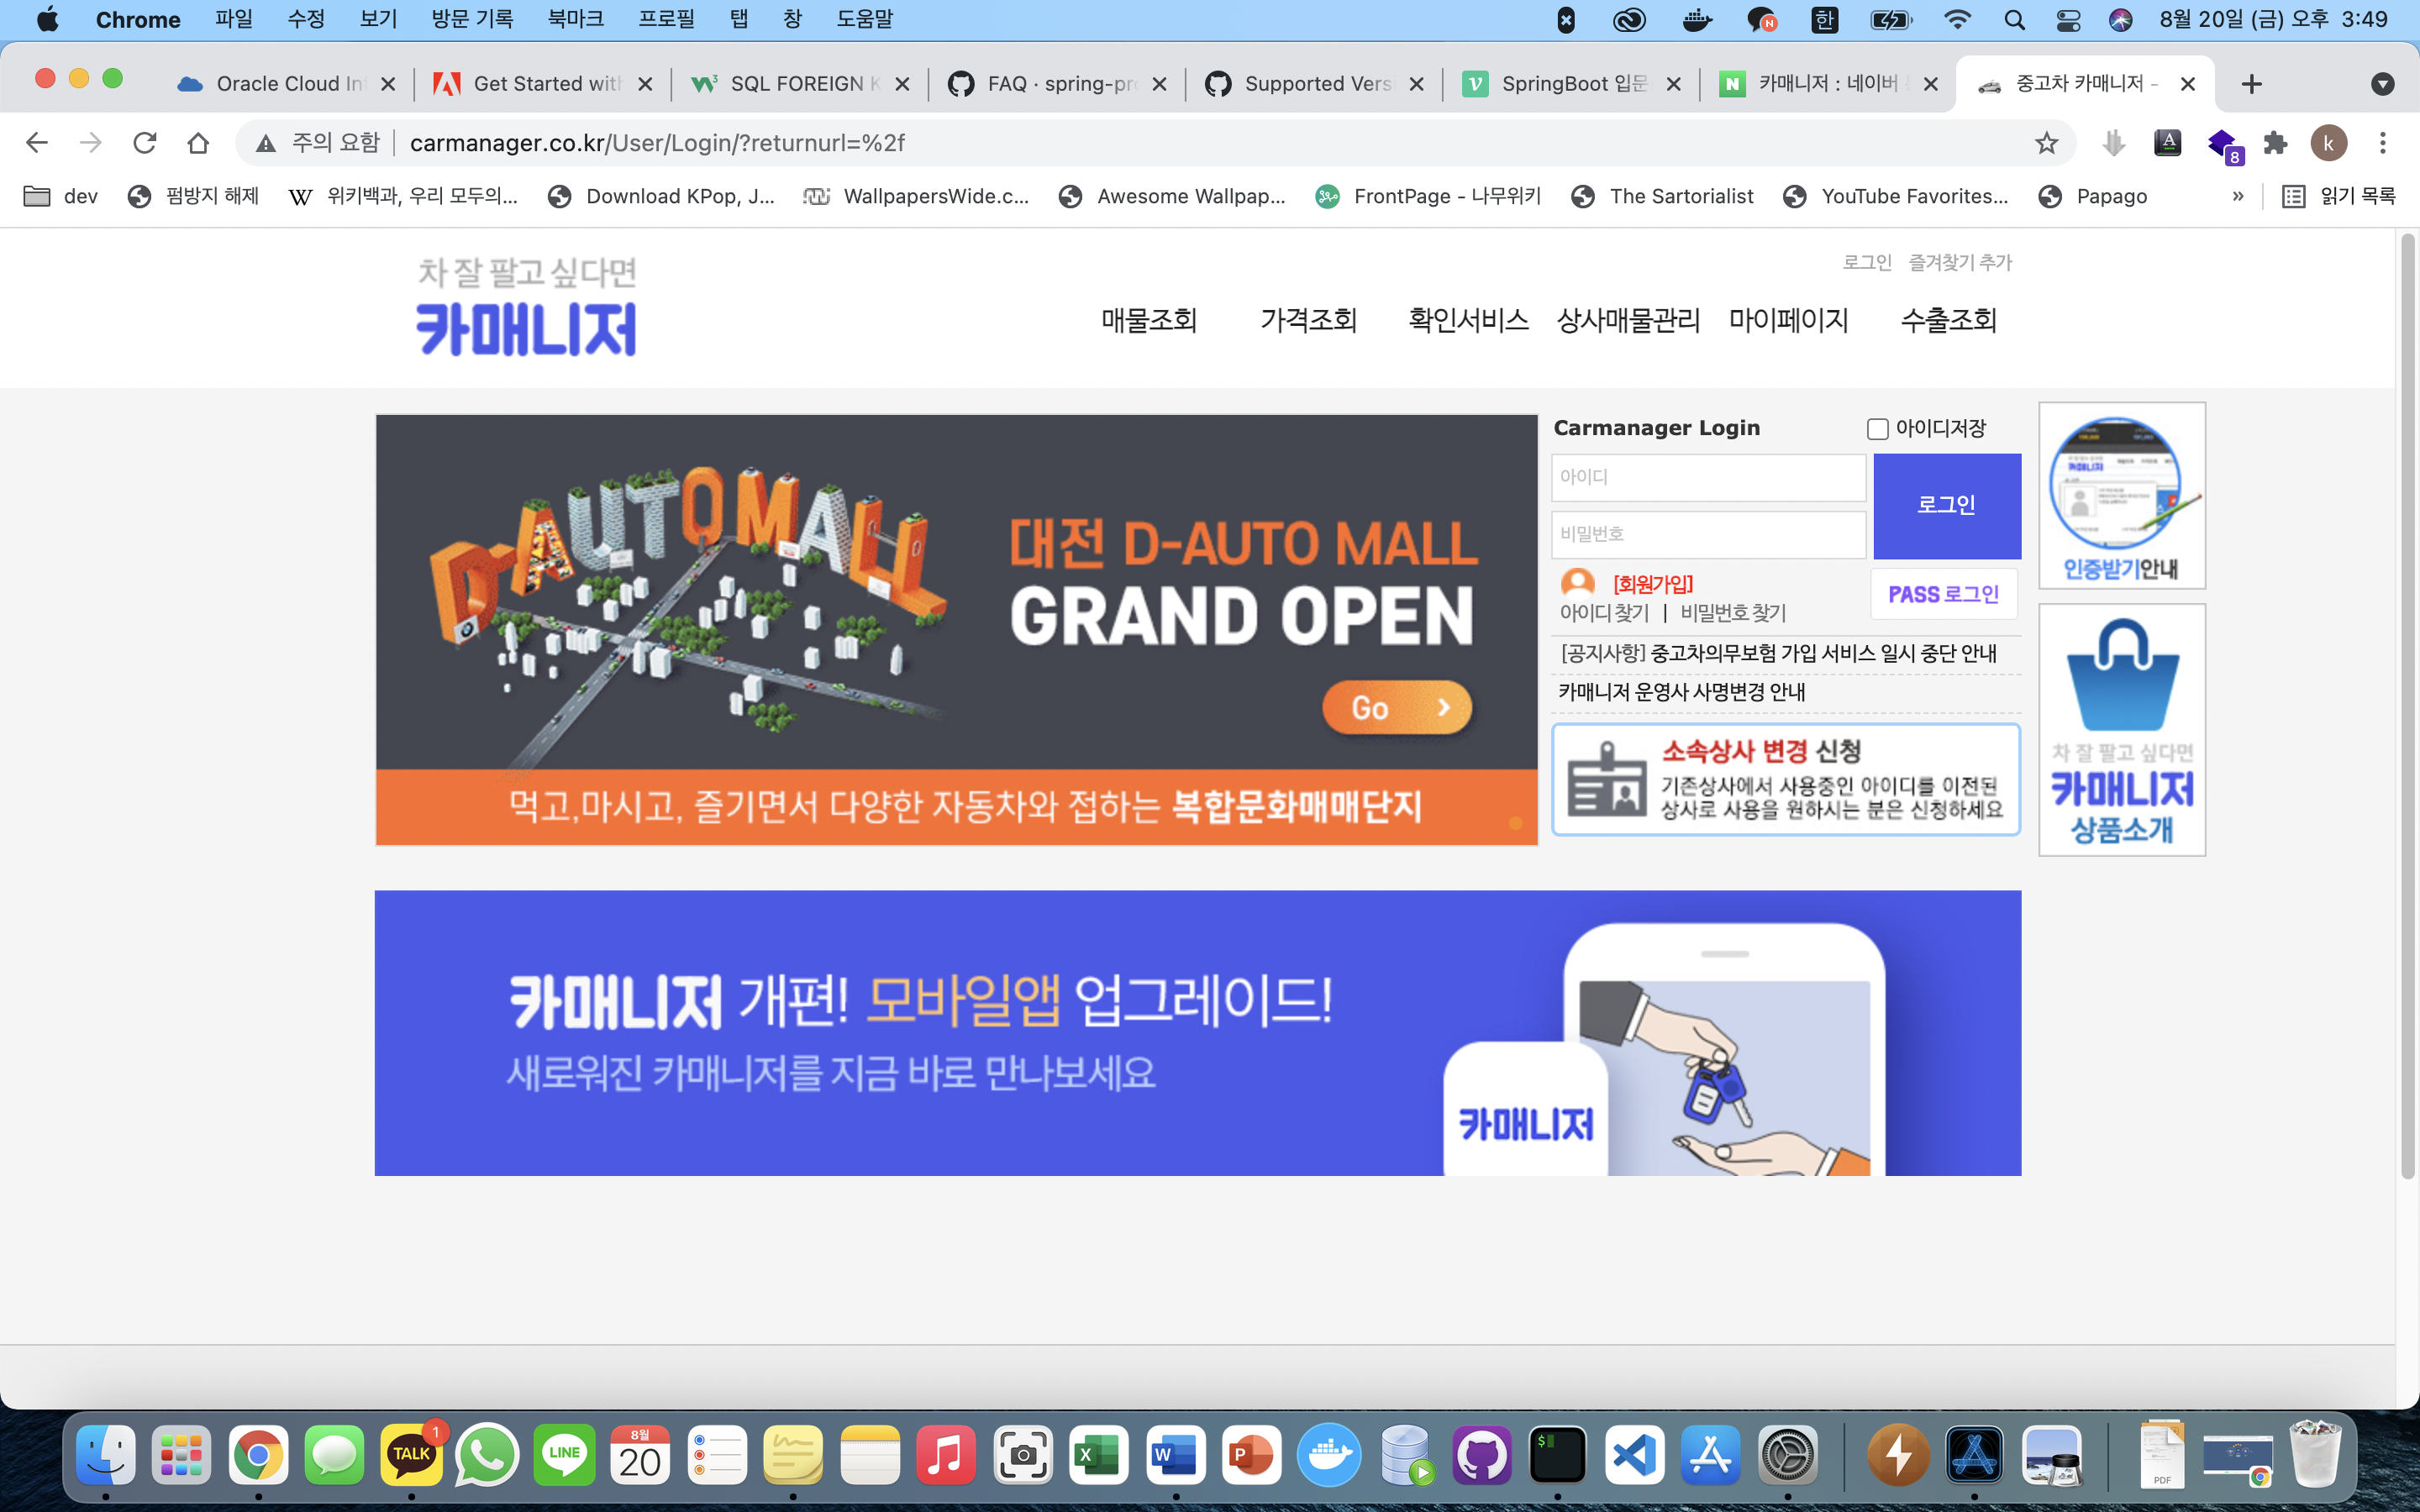 Chrome 파일 수정 보기 방문 기록 북마크 프로필 탭 창 도움말 한 8월 20일 (금) 오후 3:49
Oracle Cloud In
Get Started with
SQL FOREIGN K
FAQ · spring-pr
Supported Vers
SpringBoot 입문
카매니저 : 네이버
중고차 카매니저 -
주의 요함 carmanager.co.kr/User/Login/?returnurl=%2f
k
8
dev 펌방지 해제 위키백과, 우리 모두의... Download KPop, J... WallpapersWide.c... Awesome Wallpap... FrontPage - 나무위키 The Sartorialist YouTube Favorites... Papago » 읽기 목록
차 잘 팔고 싶다면
카매니저
로그인 즐겨찾기 추가
매물조회 가격조회 확인서비스 상사매물관리 마이페이지 수출조회
D-AUTOMALL
대전 D-AUTO MALL
GRAND OPEN
Go
먹고,마시고, 즐기면서 다양한 자동차와 접하는 복합문화매매단지
Carmanager Login 아이디저장
아이디
비밀번호
로그인
[회원가입]
아이디 찾기 | 비밀번호 찾기
PASS 로그인
[공지사항] 중고차의무보험 가입 서비스 일시 중단 안내
카매니저 운영사 사명변경 안내
소속상사 변경 신청
기존상사에서 사용중인 아이디를 이전된
상사로 사용을 원하시는 분은 신청하세요
인증받기안내
차 잘 팔고 싶다면
카매니저
상품소개
카매니저 개편! 모바일앱 업그레이드!
새로워진 카매니저를 지금 바로 만나보세요
카매니저
TALK
1
LINE
8월
20
X
W
P
$
PDF